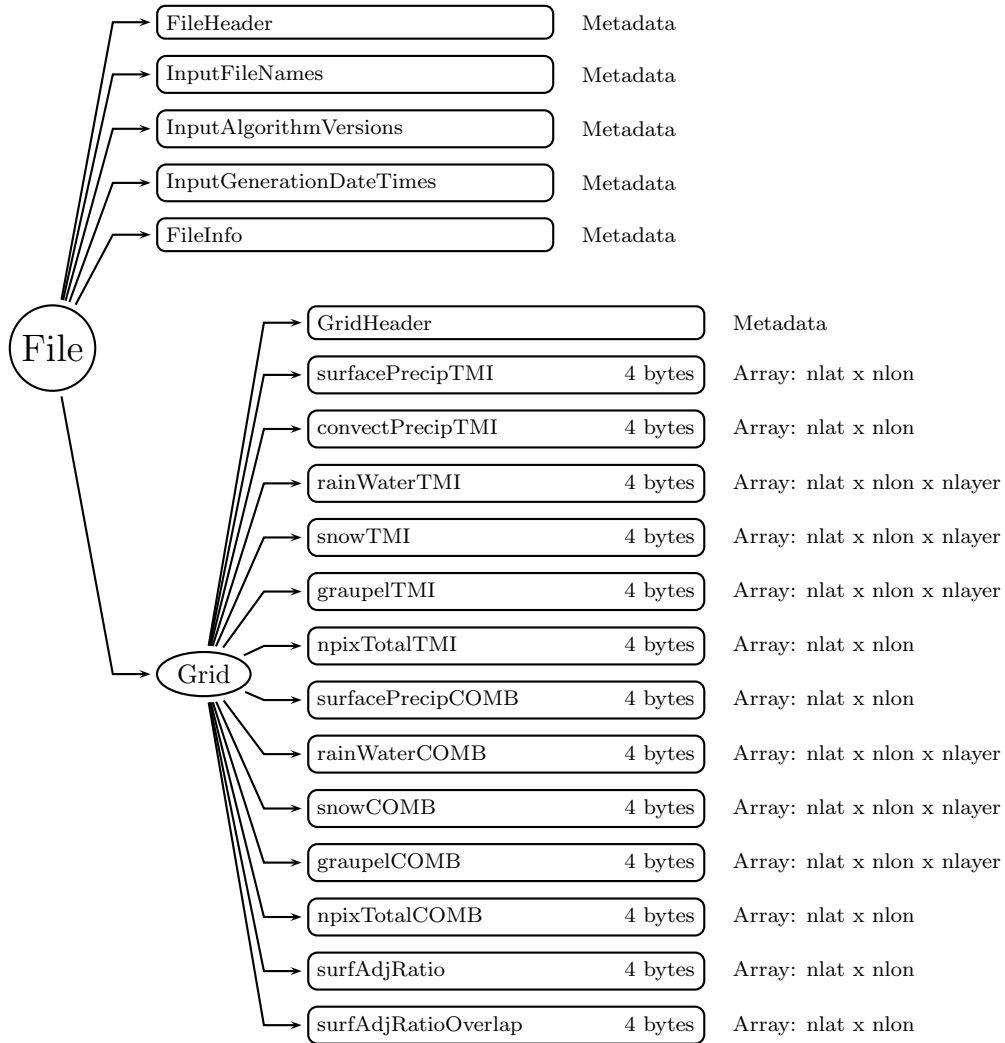 FileHeader Metadata
InputFileNames Metadata
InputAlgorithmVersions Metadata
InputGenerationDateTimes Metadata
FileInfo Metadata
File
GridHeader Metadata
surfacePrecipTMI 4 bytes Array: nlat x nlon
convectPrecipTMI 4 bytes Array: nlat x nlon
rainWaterTMI 4 bytes Array: nlat x nlon x nlayer
snowTMI 4 bytes Array: nlat x nlon x nlayer
graupelTMI 4 bytes Array: nlat x nlon x nlayer
npixTotalTMI 4 bytes Array: nlat x nlon
Grid
surfacePrecipCOMB 4 bytes Array: nlat x nlon
rainWaterCOMB 4 bytes Array: nlat x nlon x nlayer
snowCOMB 4 bytes Array: nlat x nlon x nlayer
graupelCOMB 4 bytes Array: nlat x nlon x nlayer
npixTotalCOMB 4 bytes Array: nlat x nlon
surfAdjRatio 4 bytes Array: nlat x nlon
surfAdjRatioOverlap 4 bytes Array: nlat x nlon